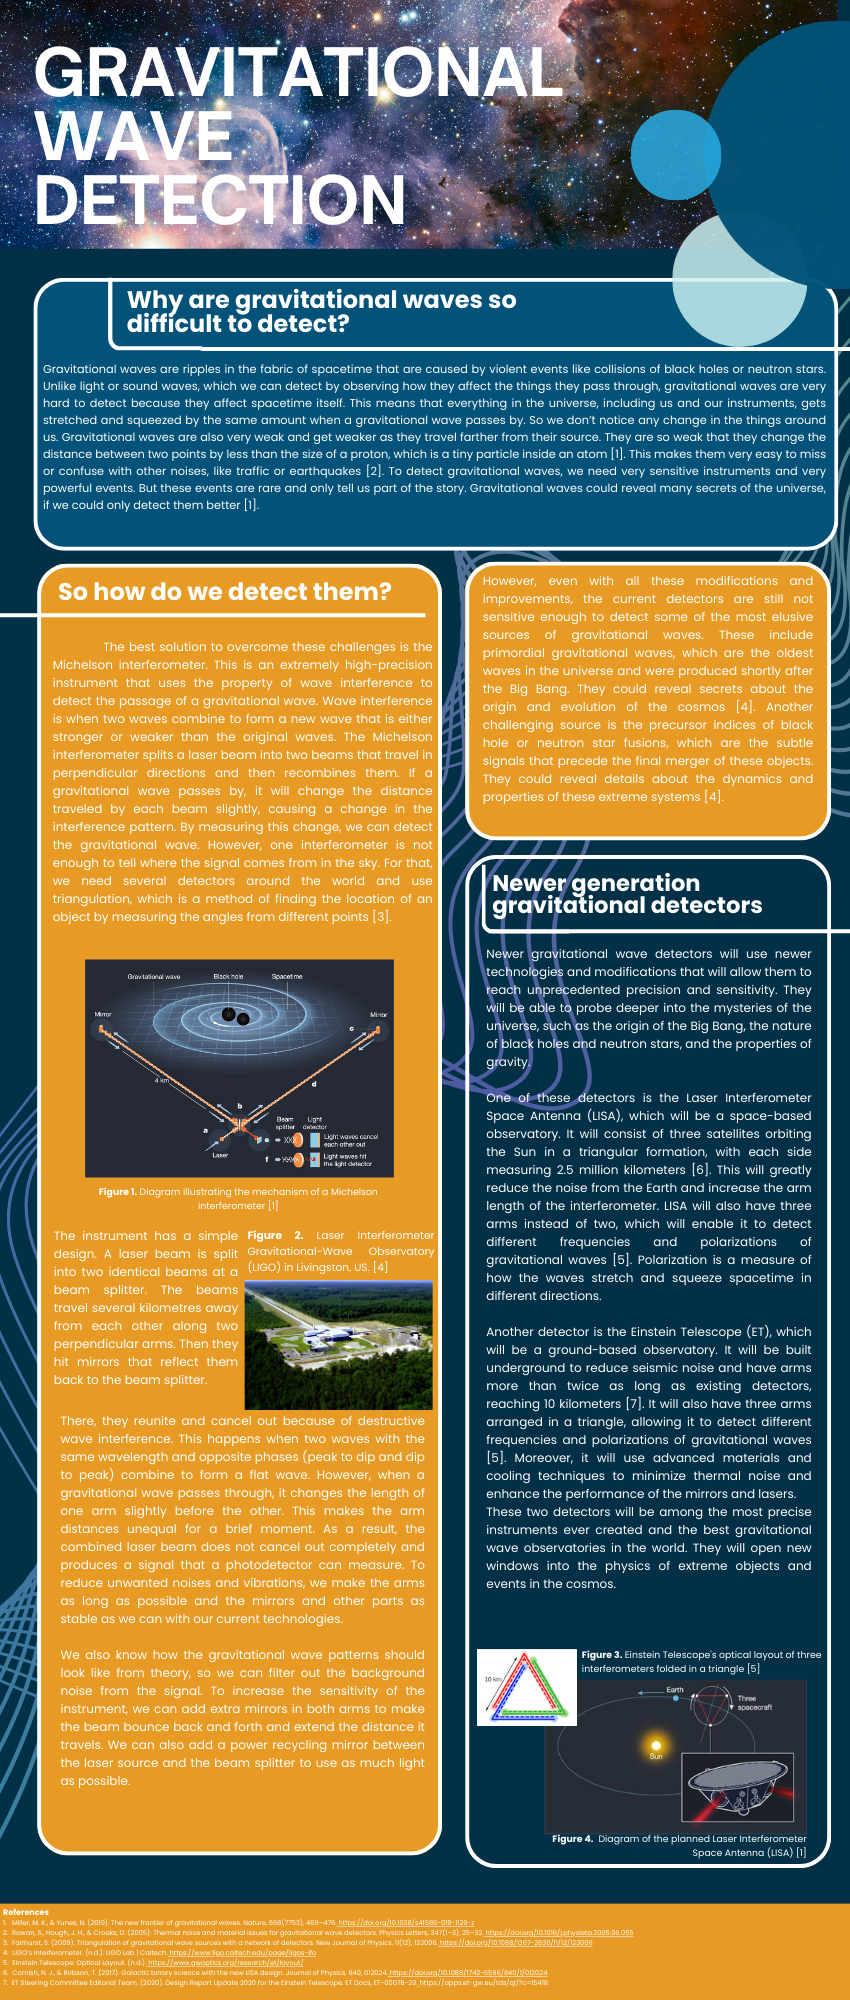 GRAVITATIONAL
WAVE
DETECTION
Why are gravitational waves so
difficult to detect?
Gravitational waves are ripples in the fabric of spacetime that are caused by violent events like collisions of black holes or neutron stars.
Unlike light or sound waves, which we can detect by observing how they affect the things they pass through, gravitational waves are very
hard to detect because they affect spacetime itself. This means that everything in the universe, including us and our instruments, gets
stretched and squeezed by the same amount when a gravitational wave passes by. So we don't notice any change in the things around
us. Gravitational waves are also very weak and get weaker as they travel farther from their source. They are so weak that they change the
distance between two points by less than the size of a proton, which is a tiny particle inside an atom [1]. This makes them very easy to miss
or confuse with other noises, like traffic or earthquakes [2]. To detect gravitational waves, we need very sensitive instruments and very
powerful events. But these events are rare and only tell us part of the story. Gravitational waves could reveal many secrets of the universe,
if we could only detect them better [1].
So how do we detect them?
The best solution to overcome these challenges is the
Michelson interferometer. This is an extremely high-precision
instrument that uses the property of wave interference to
detect the passage of a gravitational wave. Wave interference
is when two waves combine to form a new wave that is either
stronger or weaker than the original waves. The Michelson
interferometer splits a laser beam into two beams that travel in
perpendicular directions and then recombines them. If a
gravitational wave passes by, it will change the distance
traveled by each beam slightly, causing a change in the
interference pattern. By measuring this change, we can detect
the gravitational wave. However, one interferometer is not
enough to tell where the signal comes from in the sky. For that,
we need several detectors around the world and use
triangulation, which is a method of finding the location of an
object by measuring the angles from different points [3].
Gravitational wave
Black hole
Spacetime
Mirror
Mirror
c
4 km
d
b
a
Laser
Beam
splitter
Light
detector
e
Light waves cancel
each other out
f
Light waves hit
the light detector
Figure 1. Diagram illustrating the mechanism of a Michelson
interferometer [1]
The instrument has a simple
design. A laser beam is split
into two identical beams at a
beam splitter. The beams
travel several kilometres away
from each other along two
perpendicular arms. Then they
hit mirrors that reflect them
back to the beam splitter.
Figure 2. Laser Interferometer
Gravitational-Wave Observatory
(LIGO) in Livingston, US. [4]
There, they reunite and cancel out because of destructive
wave interference. This happens when two waves with the
same wavelength and opposite phases (peak to dip and dip
to peak) combine to form a flat wave. However, when a
gravitational wave passes through, it changes the length of
one arm slightly before the other. This makes the arm
distances unequal for a brief moment. As a result, the
combined laser beam does not cancel out completely and
produces a signal that a photodetector can measure. To
reduce unwanted noises and vibrations, we make the arms
as long as possible and the mirrors and other parts as
stable as we can with our current technologies.
We also know how the gravitational wave patterns should
look like from theory, so we can filter out the background
noise from the signal. To increase the sensitivity of the
instrument, we can add extra mirrors in both arms to make
the beam bounce back and forth and extend the distance it
travels. We can also add a power recycling mirror between
the laser source and the beam splitter to use as much light
as possible.
However, even with all these modifications and
improvements, the current detectors are still not
sensitive enough to detect some of the most elusive
sources of gravitational waves. These include
primordial gravitational waves, which are the oldest
waves in the universe and were produced shortly after
the Big Bang. They could reveal secrets about the
origin and evolution of the cosmos [4]. Another
challenging source is the precursor indices of black
hole or neutron star fusions, which are the subtle
signals that precede the final merger of these objects.
They could reveal details about the dynamics and
properties of these extreme systems [4].
Newer generation
gravitational detectors
Newer gravitational wave detectors will use newer
technologies and modifications that will allow them to
reach unprecedented precision and sensitivity. They
will be able to probe deeper into the mysteries of the
universe, such as the origin of the Big Bang, the nature
of black holes and neutron stars, and the properties of
gravity.
One of these detectors is the Laser Interferometer
Space Antenna (LISA), which will be a space-based
observatory. It will consist of three satellites orbiting
the Sun in a triangular formation, with each side
measuring 2.5 million kilometers [6]. This will greatly
reduce the noise from the Earth and increase the arm
length of the interferometer. LISA will also have three
arms instead of two, which will enable it to detect
different frequencies and polarizations of
gravitational waves [5]. Polarization is a measure of
how the waves stretch and squeeze spacetime in
different directions.
Another detector is the Einstein Telescope (ET), which
will be a ground-based observatory. It will be built
underground to reduce seismic noise and have arms
more than twice as long as existing detectors,
reaching 10 kilometers [7]. It will also have three arms
arranged in a triangle, allowing it to detect different
frequencies and polarizations of gravitational waves
[5]. Moreover, it will use advanced materials and
cooling techniques to minimize thermal noise and
enhance the performance of the mirrors and lasers.
These two detectors will be among the most precise
instruments ever created and the best gravitational
wave observatories in the world. They will open new
windows into the physics of extreme objects and
events in the cosmos.
10 km
Figure 3. Einstein Telescope's optical layout of three
interferometers folded in a triangle [5]
Earth
Three
spacecraft
Sun
Figure 4. Diagram of the planned Laser Interferometer
Space Antenna (LISA) [1]
References
1. Miller, M. K., & Yunes, N. (2019). The new frontier of gravitational waves. Nature, 568(7753), 469–476. https://doi.org/10.1038/s41586-019-1129-z
2. Rowan, S., Hough, J. H., & Crooks, D. (2005). Thermal noise and material issues for gravitational wave detectors. Physics Letters, 347(1–3), 25–32. https://doi.org/10.1016/j.physleta.2005.06.055
3. Fairhurst, S. (2009). Triangulation of gravitational wave sources with a network of detectors. New Journal of Physics, 11(12), 123006. https://doi.org/10.1088/1367-2630/11/12/123006
4. LIGO's Interferometer. (n.d.). LIGO Lab | Caltech. https://www.ligo.caltech.edu/page/ligos-ifo
5. Einstein Telescope: Optical Layout: (n.d.). https://www.gwoptics.org/research/et/layout/
6. Cornish, N. J., & Robson, T. (2017). Galactic binary science with the new LISA design. Journal of Physics, 840, 012024. https://doi.org/10.1088/1742-6596/840/1/012024
7. ET Steering Committee Editorial Team. (2020). Design Report Update 2020 for the Einstein Telescope. ET Docs, ET-0007B-20. https://apps.et-gw.eu/tds/ql/?c=15418